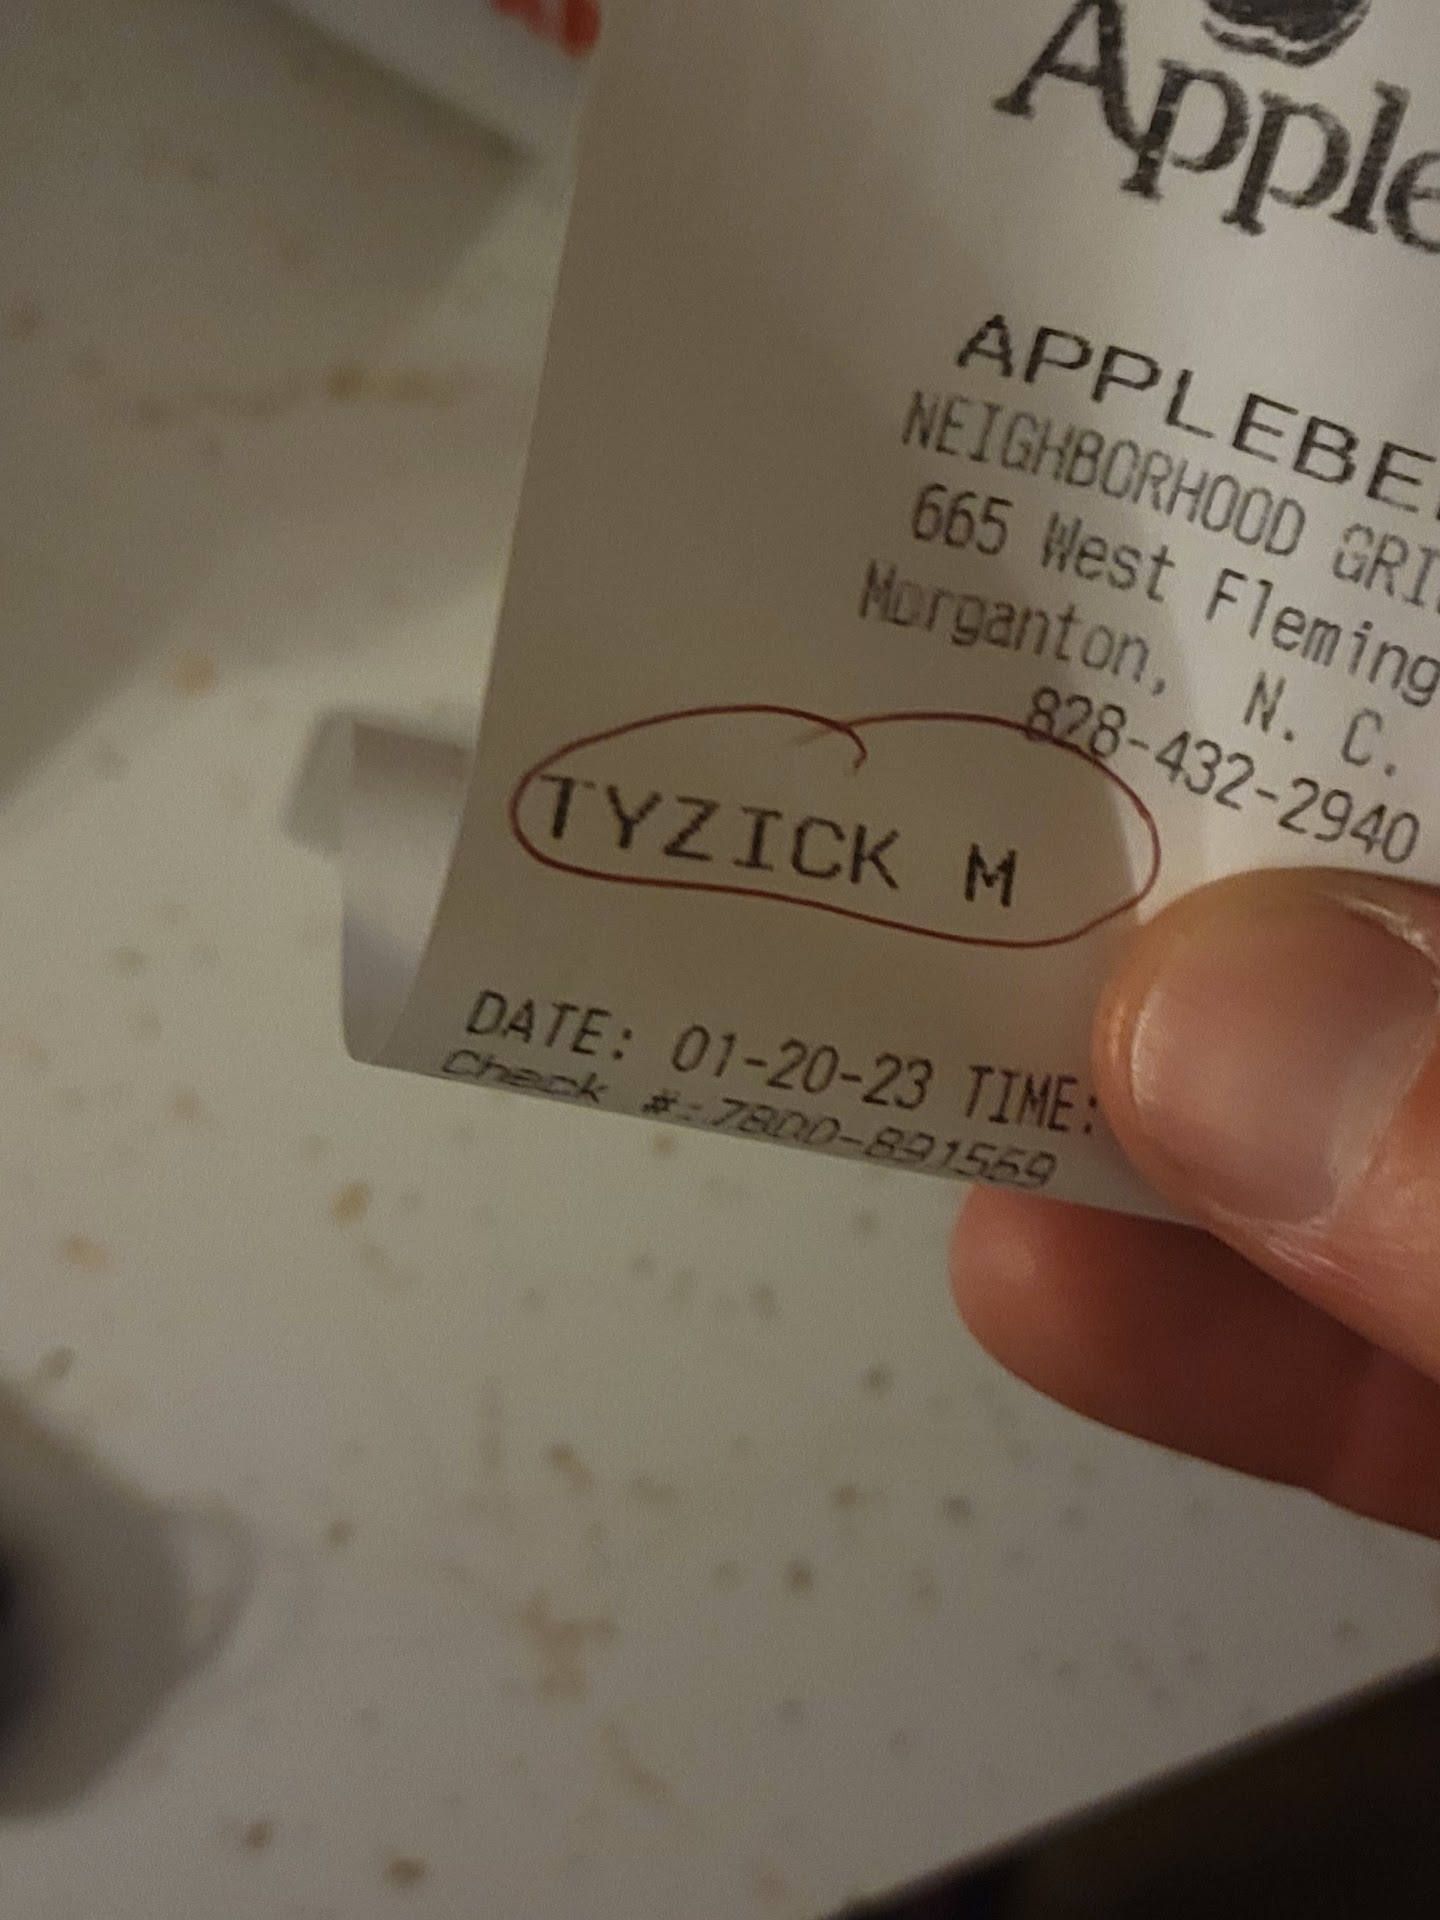 Apple
APPLEBE
NEIGHBORHOOD GRI
665 West Fleming
Morganton, N. C.
828-432-2940
TYZICK M
DATE: 01-20-23 TIME:
Check #:7800-891569